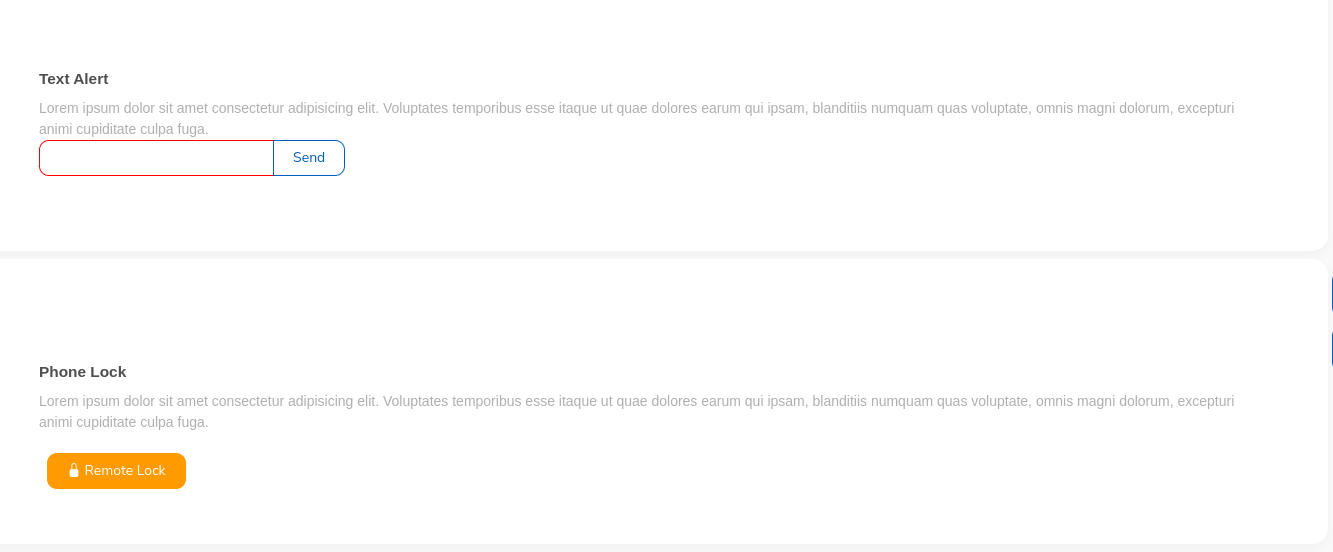 Text Alert
Lorem ipsum dolor sit amet consectetur adipisicing elit. Voluptates temporibus esse itaque ut quae dolores earum qui ipsam, blanditiis numquam quas voluptate, omnis magni dolorum, excepturi
animi cupiditate culpa fuga.
Send
Phone Lock
Lorem ipsum dolor sit amet consectetur adipisicing elit. Voluptates temporibus esse itaque ut quae dolores earum qui ipsam, blanditiis numquam quas voluptate, omnis magni dolorum, excepturi
animi cupiditate culpa fuga.
Remote Lock